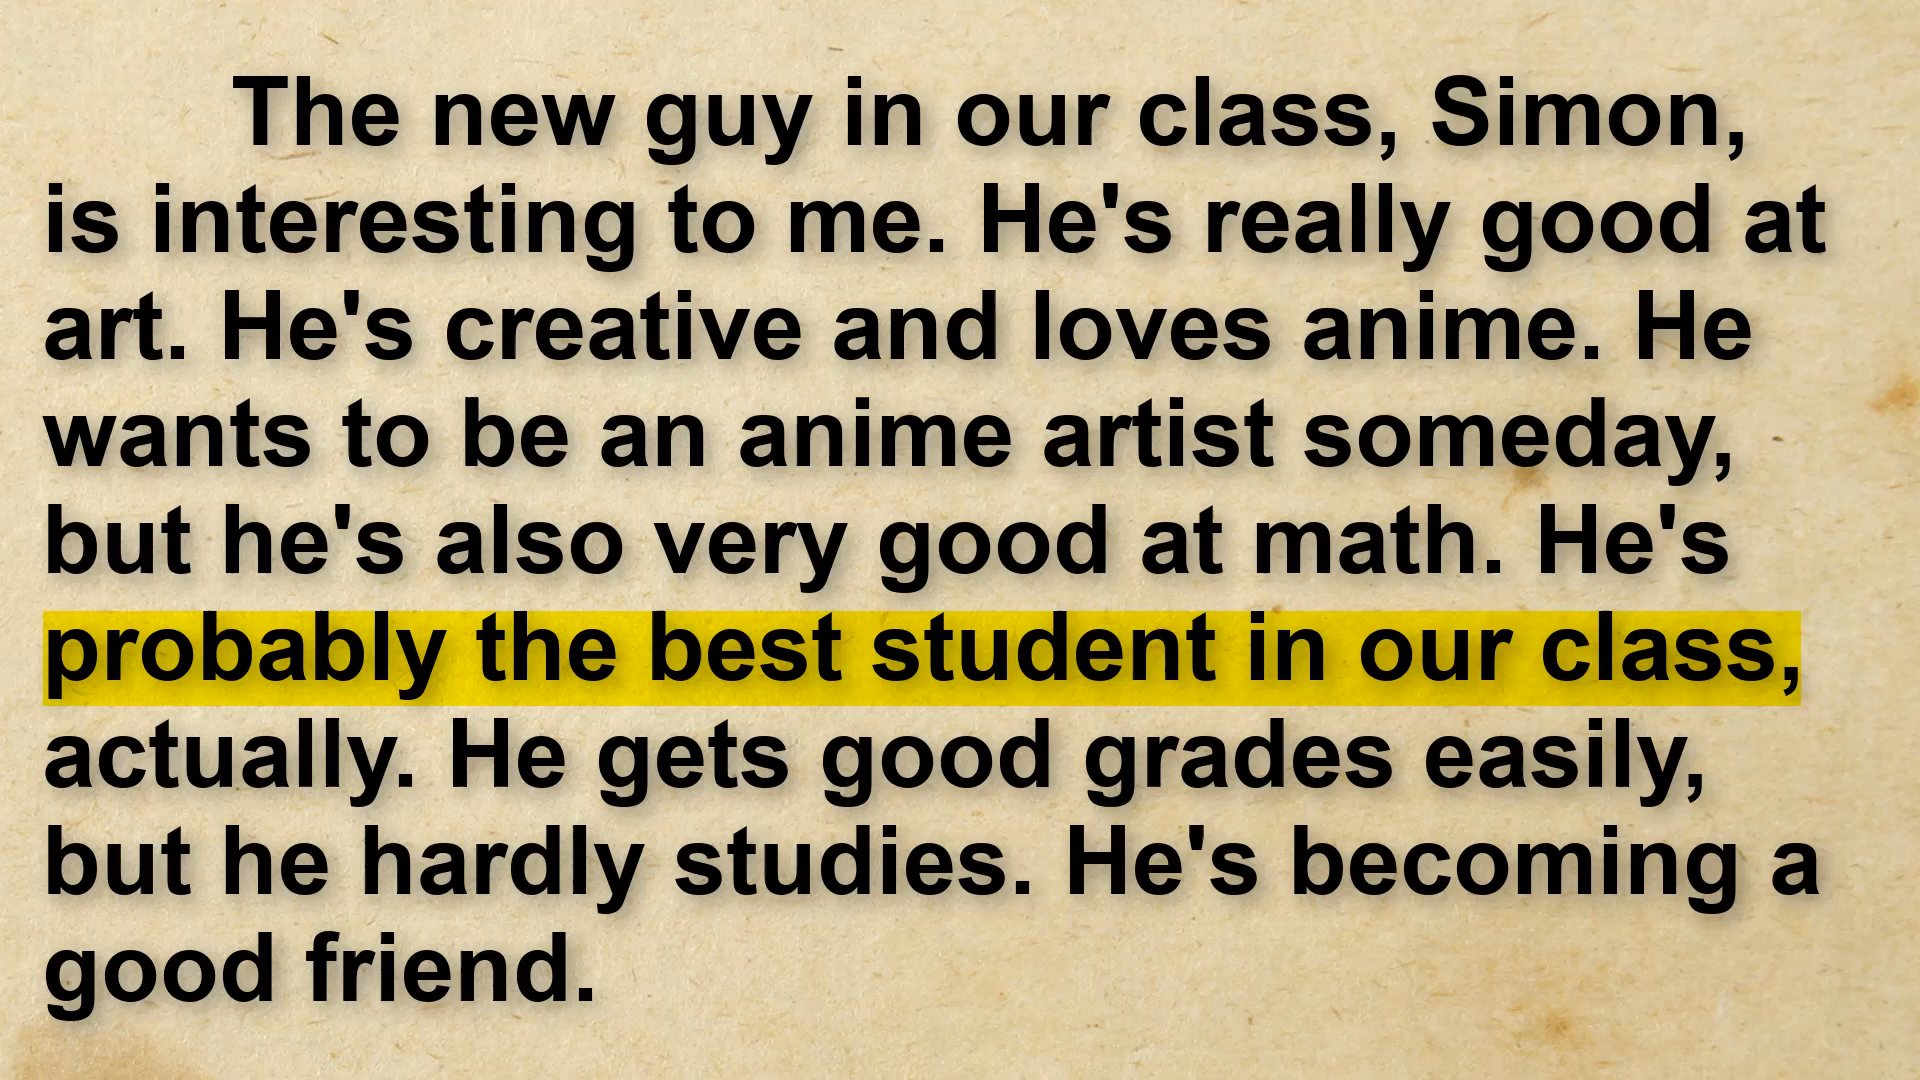 The new guy in our class, Simon,
is interesting to me. He's really good at
art. He's creative and loves anime. He
wants to be an anime artist someday,
but he's also very good at math. He's
probably the best student in our class,
actually. He gets good grades easily,
but he hardly studies. He's becoming a
good friend.